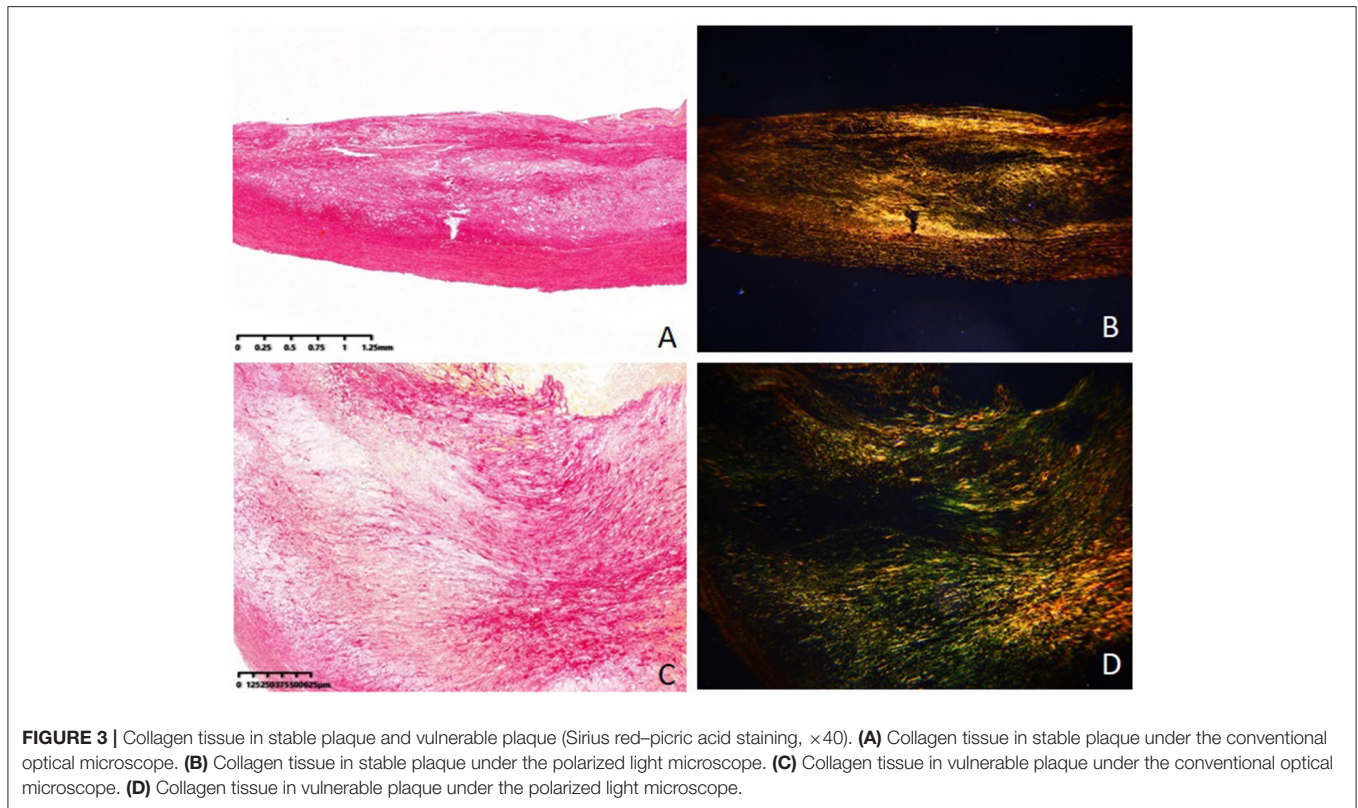 A
0 0.25 0.5 0.75 1 1.25mm
B
C
0 125250375500625µm
D
FIGURE 3 | Collagen tissue in stable plaque and vulnerable plaque (Sirius red–picric acid staining, ×40). (A) Collagen tissue in stable plaque under the conventional
optical microscope. (B) Collagen tissue in stable plaque under the polarized light microscope. (C) Collagen tissue in vulnerable plaque under the conventional optical
microscope. (D) Collagen tissue in vulnerable plaque under the polarized light microscope.